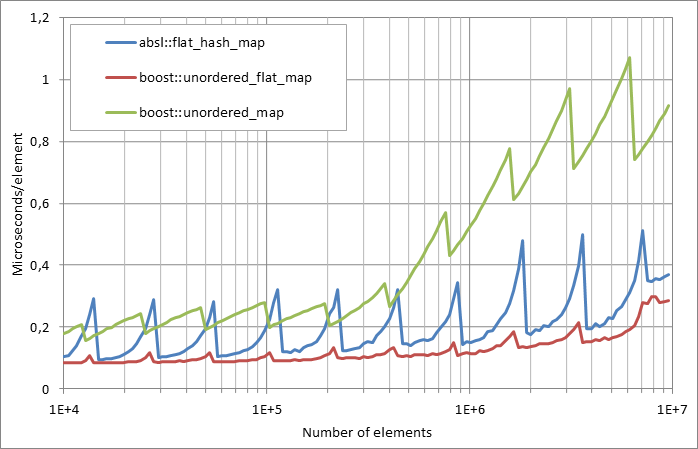 1,2
1
0,8
0,6
0,4
0,2
0
Microseconds/element
absl::flat_hash_map
boost::unordered_flat_map
boost::unordered_map
1E+4 1E+5 1E+6 1E+7
Number of elements